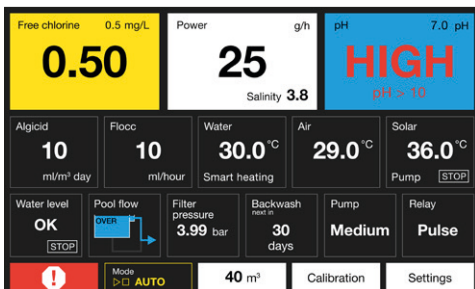 Free chlorine 0.5 mg/L
0.50
Power g/h
25
Salinity 3.8
pH 7.0 pH
HIGH
pH > 10
Algicid
10
ml/m³ day
Flocc
10
ml/hour
Water
30.0°C
Smart heating
Air
29.0°C
Solar
36.0°C
Pump STOP
Water level
OK
STOP
Pool flow
OVER
Filter
pressure
3.99 bar
Backwash
next in
30
days
Pump
Medium
Relay
Pulse
!
Mode
AUTO
40 m³
Calibration
Settings